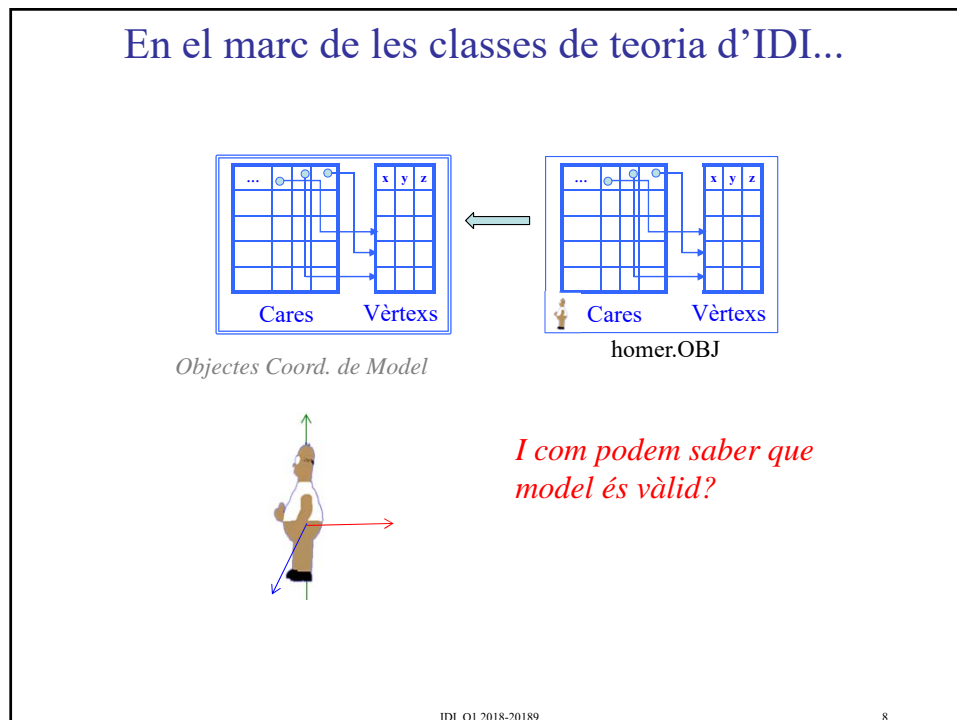 En el marc de les classes de teoria d'IDI...
... x y z
... x y z
Cares Vèrtexs
Cares Vèrtexs
homer.OBJ
Objectes Coord. de Model
I com podem saber que
model és vàlid?
IDI Q1 2018-20189
8